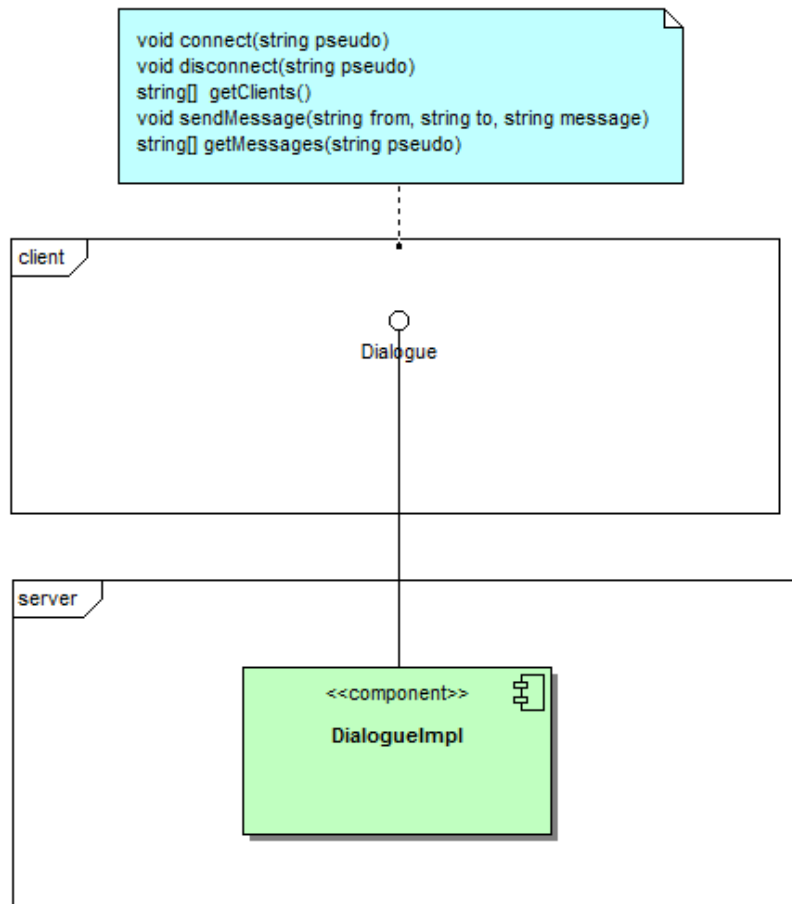 void connect(string pseudo)
void disconnect(string pseudo)
string[] getClients()
void sendMessage(string from, string to, string message)
string[] getMessages(string pseudo)
client
Dialogue
server
<<component>>
DialogueImpl